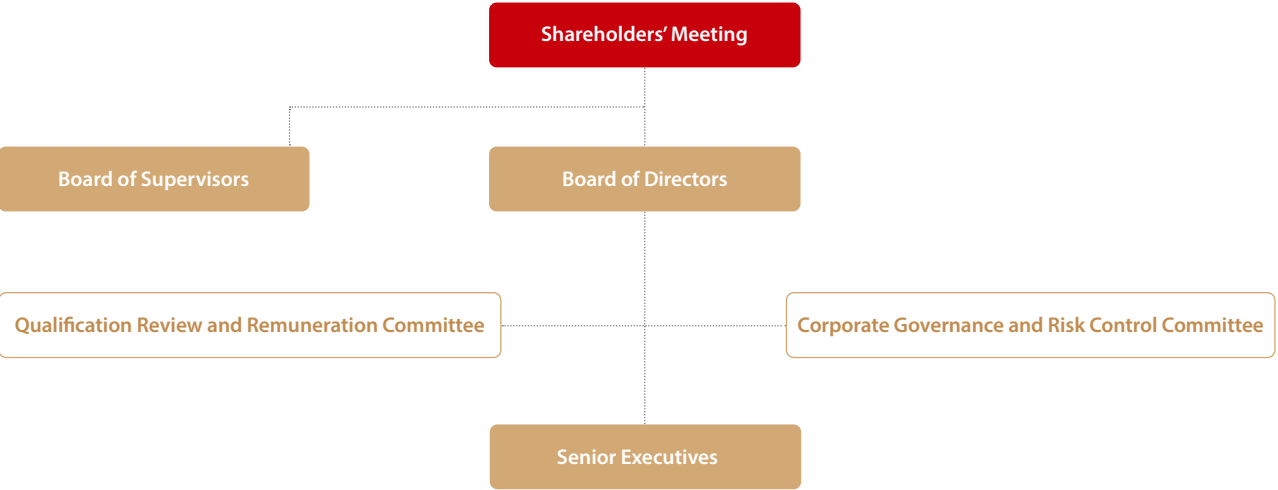 Shareholders’ Meeting
Board of Supervisors
Board of Directors
Qualification Review and Remuneration Committee
Corporate Governance and Risk Control Committee
Senior Executives